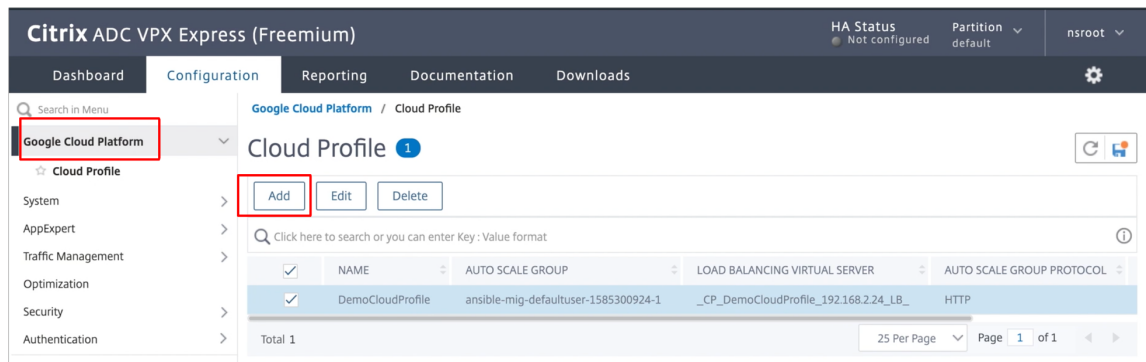 Citrix ADC VPX Express (Freemium)
HA Status
Not configured
Partition
default
nsroot
Dashboard
Configuration
Reporting
Documentation
Downloads
Search in Menu
Google Cloud Platform
Cloud Profile
System
AppExpert
Traffic Management
Optimization
Security
Authentication
Google Cloud Platform / Cloud Profile
Cloud Profile 1
Add
Edit
Delete
Click here to search or you can enter Key : Value format
NAME AUTO SCALE GROUP LOAD BALANCING VIRTUAL SERVER AUTO SCALE GROUP PROTOCOL
DemoCloudProfile ansible-mig-defaultuser-1585300924-1 _CP_DemoCloudProfile_192.168.2.24_LB_ HTTP
Total 1
25 Per Page
Page 1 of 1